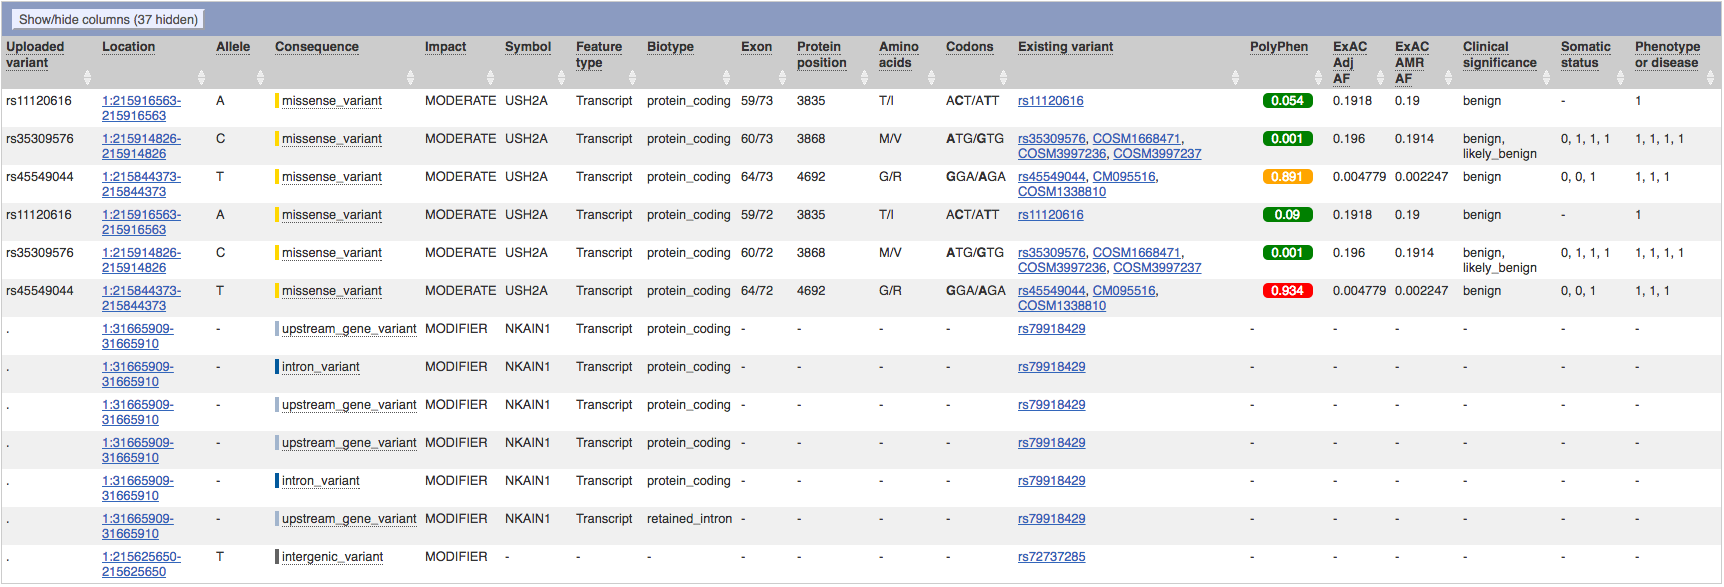 Show/hide columns (37 hidden)
Uploaded variant Location Allele Consequence Impact Symbol Feature type Biotype Exon Protein position Amino acids Codons Existing variant PolyPhen ExAC Adj AF ExAC AMR AF Clinical significance Somatic status Phenotype or disease
rs11120616 1:215916563- A missense_variant MODERATE USH2A Transcript protein_coding 59/73 3835 T/I ACT/ATT rs11120616 0.054 0.1918 0.19 benign - 1
215916563
rs35309576 1:215914826- C missense_variant MODERATE USH2A Transcript protein_coding 60/73 3868 M/V ATG/GTG rs35309576, COSM1668471, 0.001 0.196 0.1914 benign, 0, 1, 1, 1 1, 1, 1, 1
215914826 COSM3997236, COSM3997237 likely_benign
rs45549044 1:215844373- T missense_variant MODERATE USH2A Transcript protein_coding 64/73 4692 G/R GGA/AGA rs45549044, CM095516, 0.891 0.004779 0.002247 benign 0, 0, 1 1, 1, 1
215844373 COSM1338810
rs11120616 1:215916563- A missense_variant MODERATE USH2A Transcript protein_coding 59/72 3835 T/I ACT/ATT rs11120616 0.09 0.1918 0.19 benign - 1
215916563
rs35309576 1:215914826- C missense_variant MODERATE USH2A Transcript protein_coding 60/72 3868 M/V ATG/GTG rs35309576, COSM1668471, 0.001 0.196 0.1914 benign, 0, 1, 1, 1 1, 1, 1, 1
215914826 COSM3997236, COSM3997237 likely_benign
rs45549044 1:215844373- T missense_variant MODERATE USH2A Transcript protein_coding 64/72 4692 G/R GGA/AGA rs45549044, CM095516, 0.934 0.004779 0.002247 benign 0, 0, 1 1, 1, 1
215844373 COSM1338810
. 1:31665909- - upstream_gene_variant MODIFIER NKAIN1 Transcript protein_coding - - - - rs79918429 - - - - - -
31665910
. 1:31665909- - intron_variant MODIFIER NKAIN1 Transcript protein_coding - - - - rs79918429 - - - - - -
31665910
. 1:31665909- - upstream_gene_variant MODIFIER NKAIN1 Transcript protein_coding - - - - rs79918429 - - - - - -
31665910
. 1:31665909- - upstream_gene_variant MODIFIER NKAIN1 Transcript protein_coding - - - - rs79918429 - - - - - -
31665910
. 1:31665909- - intron_variant MODIFIER NKAIN1 Transcript protein_coding - - - - rs79918429 - - - - - -
31665910
. 1:31665909- - upstream_gene_variant MODIFIER NKAIN1 Transcript retained_intron - - - - rs79918429 - - - - - -
31665910
. 1:215625650- T intergenic_variant MODIFIER - - - - - - - rs72737285 - - - - - -
215625650